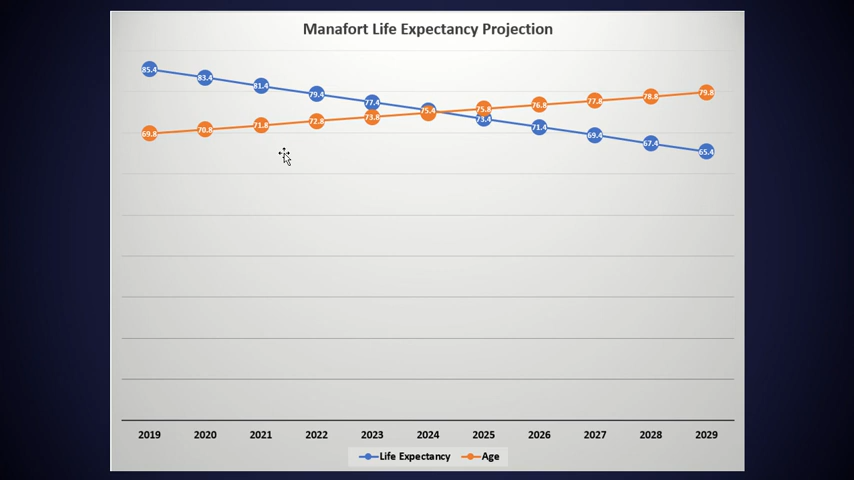 Manafort Life Expectancy Projection
85.4 83.4 81.4 79.4 77.4 75.4 73.4 71.4 69.4 67.4 65.4
69.8 70.8 71.8 72.8 73.8 75.8 76.8 77.8 78.8 79.8
2019 2020 2021 2022 2023 2024 2025 2026 2027 2028 2029
Life Expectancy Age